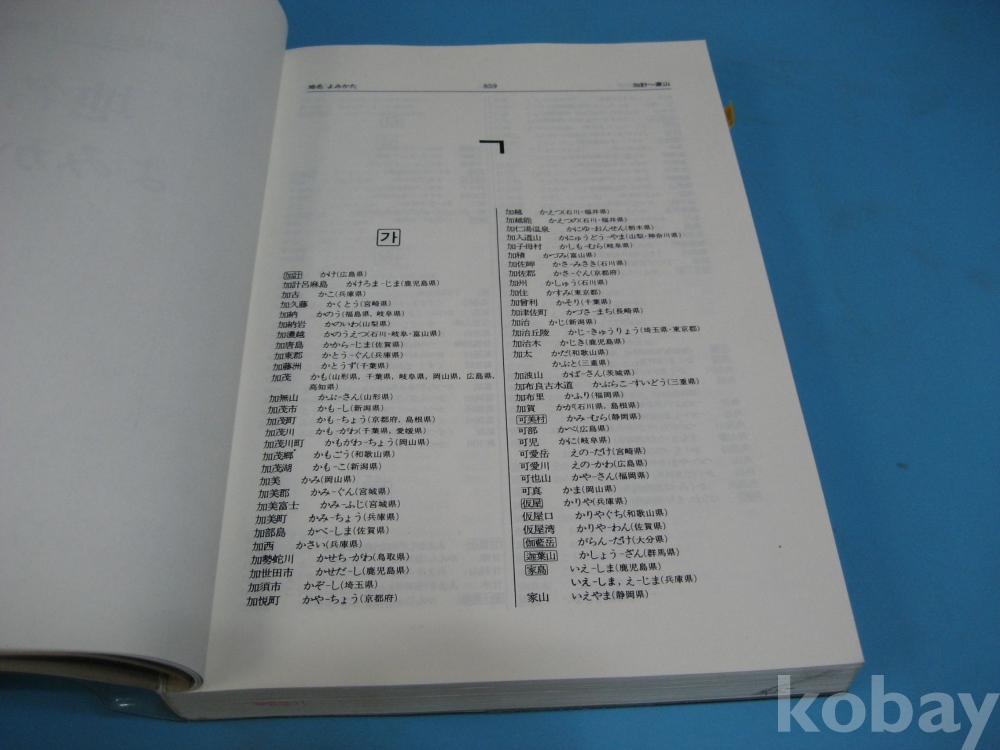 地名 よみかた 859 加計～家山
ㄱ
가
加計 かけ(広島県)
加計呂麻島 かけろま-じま(鹿児島県)
加古 かこ(兵庫県)
加久藤 かくとう(宮崎県)
加納 かのう(福島県, 岐阜県)
加納岩 かのいわ(山梨県)
加濃越 かのうえつ(石川・岐阜・富山県)
加唐島 かから-じま(佐賀県)
加東郡 かとう-ぐん(兵庫県)
加藤洲 かとうず(千葉県)
加茂 かも(山形県, 千葉県, 岐阜県, 岡山県, 広島県,
高知県)
加無山 かぶ-さん(山形県)
加茂市 かも-し(新潟県)
加茂町 かも-ちょう(京都府, 島根県)
加茂川 かも-がわ(千葉県, 愛媛県)
加茂川町 かもがわ-ちょう(岡山県)
加茂郷 かもごう(和歌山県)
加茂湖 かも-こ(新潟県)
加美 かみ(岡山県)
加美郡 かみ-ぐん(宮城県)
加美富士 かみ-ふじ(宮城県)
加美町 かみ-ちょう(兵庫県)
加部島 かべ-しま(佐賀県)
加西 かさい(兵庫県)
加勢蛇川 かせち-がわ(鳥取県)
加世田市 かせだ-し(鹿児島県)
加須市 かぞ-し(埼玉県)
加悦町 かや-ちょう(京都府)
加越 かえつ(石川・福井県)
加越能 かえつの(石川・福井県)
加仁湯温泉 かにゆ-おんせん(栃木県)
加入道山 かにゅうどう-やま(山梨・神奈川県)
加子母村 かしも-むら(岐阜県)
加積 かづみ(富山県)
加佐岬 かさ-みさき(石川県)
加佐郡 かさ-ぐん(京都府)
加州 かしゅう(石川県)
加住 かすみ(東京都)
加曾利 かそり(千葉県)
加津佐町 かづさ-まち(長崎県)
加治 かじ(新潟県)
加治丘陵 かじ-きゅうりょう(埼玉県・東京都)
加治木 かじき(鹿児島県)
加太 かだ(和歌山県)
かぶと(三重県)
加波山 かば-さん(茨城県)
加布良古水道 かぶらこ-すいどう(三重県)
加布里 かふり(福岡県)
加賀 かが(石川県, 島根県)
可美村 かみ-むら(静岡県)
可部 かべ(広島県)
可児 かに(岐阜県)
可愛岳 えの-だけ(宮崎県)
可愛川 えの-かわ(広島県)
可也山 かや-さん(福岡県)
可真 かま(岡山県)
仮屋 かりや(兵庫県)
仮屋口 かりやぐち(和歌山県)
仮屋湾 かりや-わん(佐賀県)
伽藍岳 がらん-だけ(大分県)
迦葉山 かしょう-ざん(群馬県)
家島 いえ-しま(鹿児島県)
いえ-しま, え-じま(兵庫県)
家山 いえやま(静岡県)
kobay